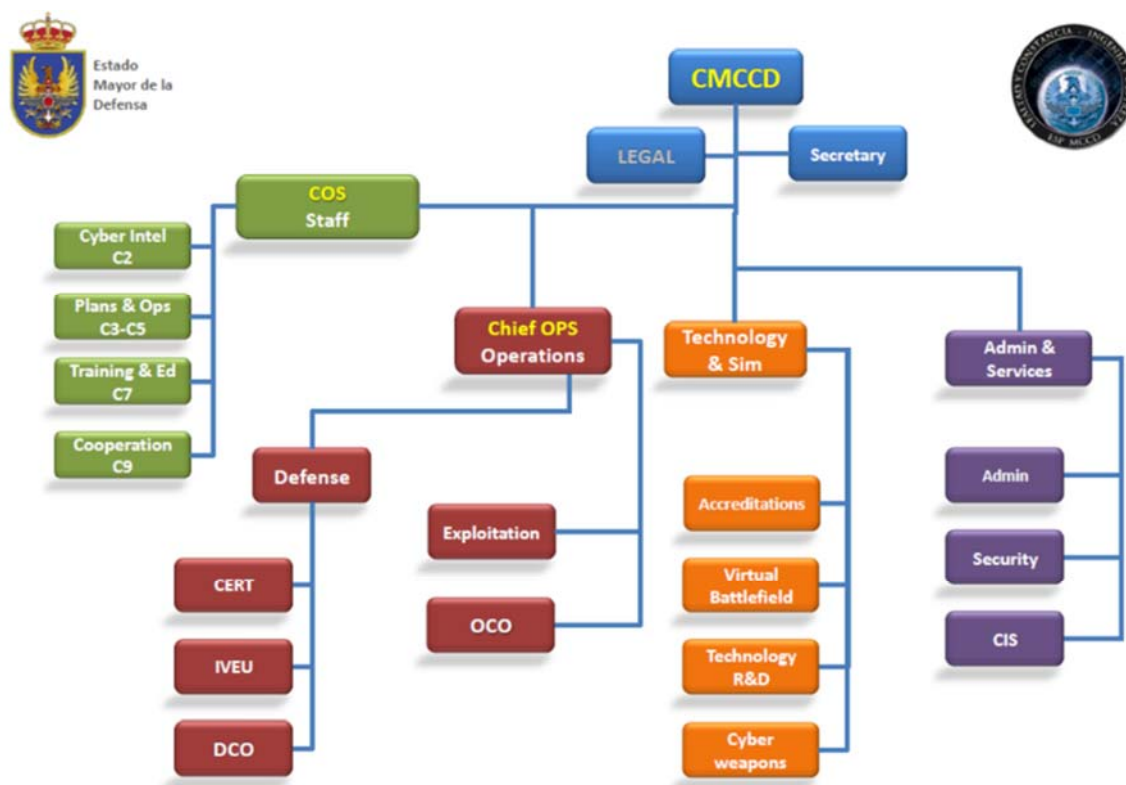 Estado
Mayor de la
Defensa
CMCCD
LEGAL
Secretary
COS
Staff
Cyber Intel
C2
Plans & Ops
C3-C5
Training & Ed
C7
Cooperation
C9
Chief OPS
Operations
Technology
& Sim
Admin &
Services
Defense
CERT
IVEU
DCO
Exploitation
OCO
Accreditations
Virtual
Battlefield
Technology
R&D
Cyber
weapons
Admin
Security
CIS
ESP MCCD